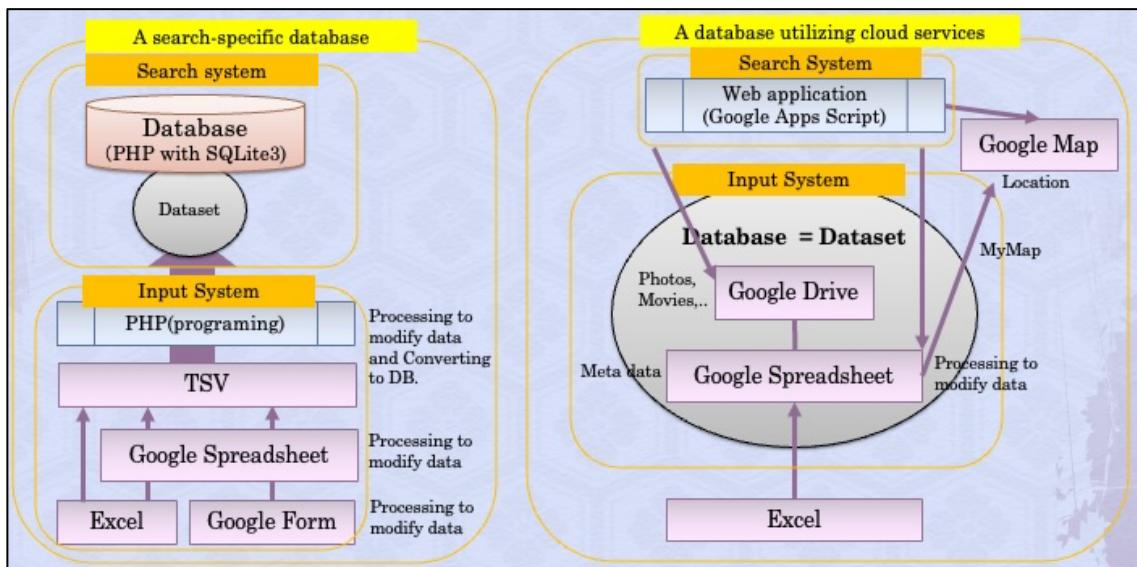 A search-specific database
Search system
Database
(PHP with SQLite3)
Dataset
Input System
PHP(programing)
Processing to
modify data
and Converting
to DB.
TSV
Google Spreadsheet
Processing to
modify data
Excel
Google Form
Processing to
modify data
A database utilizing cloud services
Search System
Web application
(Google Apps Script)
Google Map
Location
Input System
Database = Dataset
MyMap
Photos,
Movies,..
Google Drive
Meta data
Google Spreadsheet
Processing to
modify data
Excel